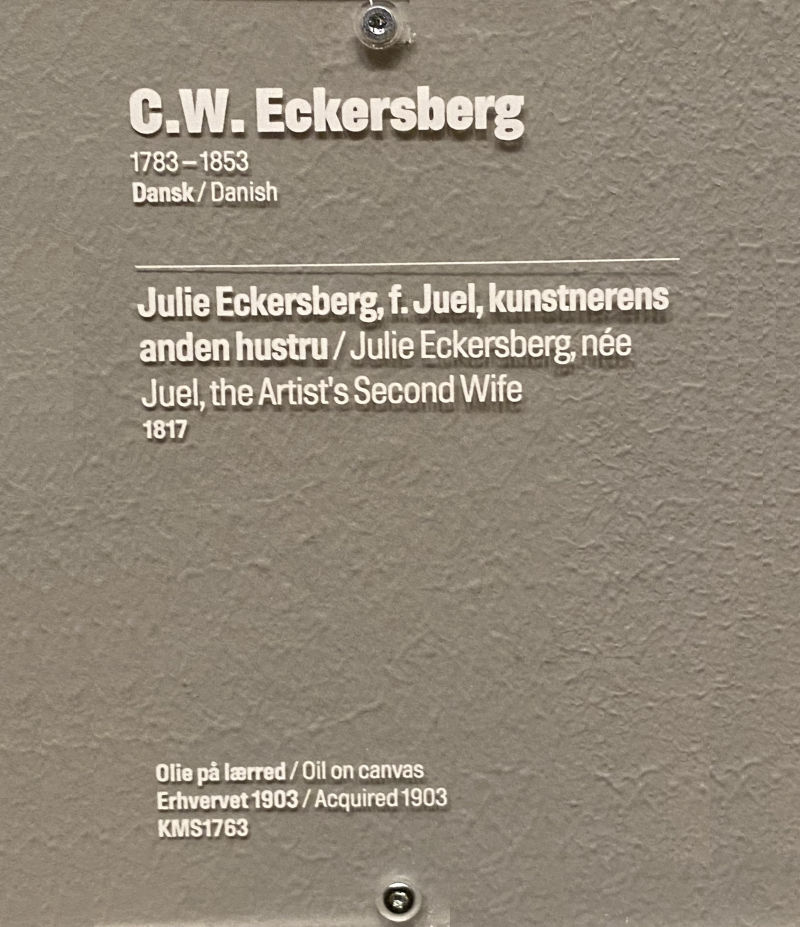 C.W. Eckersberg
1783–1853
Dansk / Danish
Julie Eckersberg, f. Juel, kunstnerens
anden hustru / Julie Eckersberg, née
Juel, the Artist's Second Wife
1817
Olie på lærred / Oil on canvas
Erhvervet 1903 / Acquired 1903
KMS1763